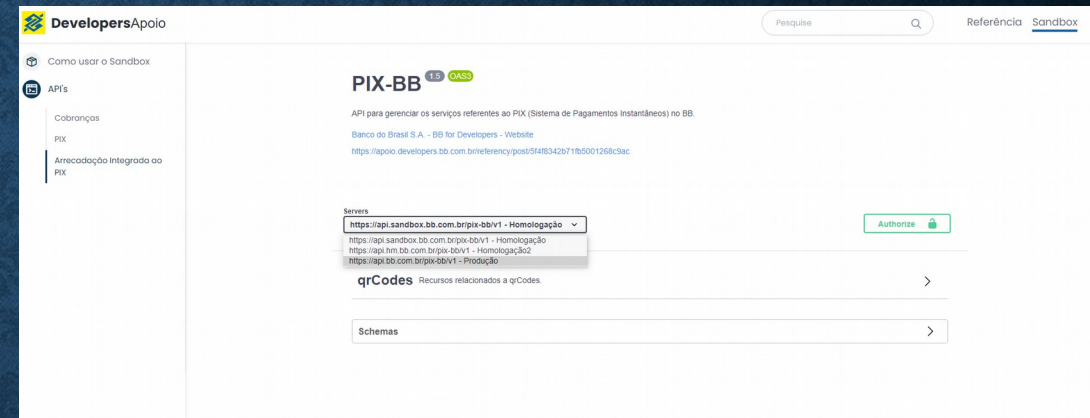 DevelopersApoio
Pesquise
Referência Sandbox
Como usar o Sandbox
API's
Cobranças
PIX
Arrecadação Integrada ao
PIX
PIX-BB 1.5 OAS3
API para gerenciar os serviços referentes ao PIX (Sistema de Pagamentos Instantâneos) no BB.
Banco do Brasil S.A. - BB for Developers - Website
https://apoio.developers.bb.com.br/referency/post/5f4f8342b71fb5001268c9ac
Servers
https://api.sandbox.bb.com.br/pix-bb/v1 - Homologação
Authorize
https://api.sandbox.bb.com.br/pix-bb/v1 - Homologação
https://api.hm.bb.com.br/pix-bb/v1 - Homologação2
https://api.bb.com.br/pix-bb/v1 - Produção
qrCodes Recursos relacionados a qrCodes.
Schemas